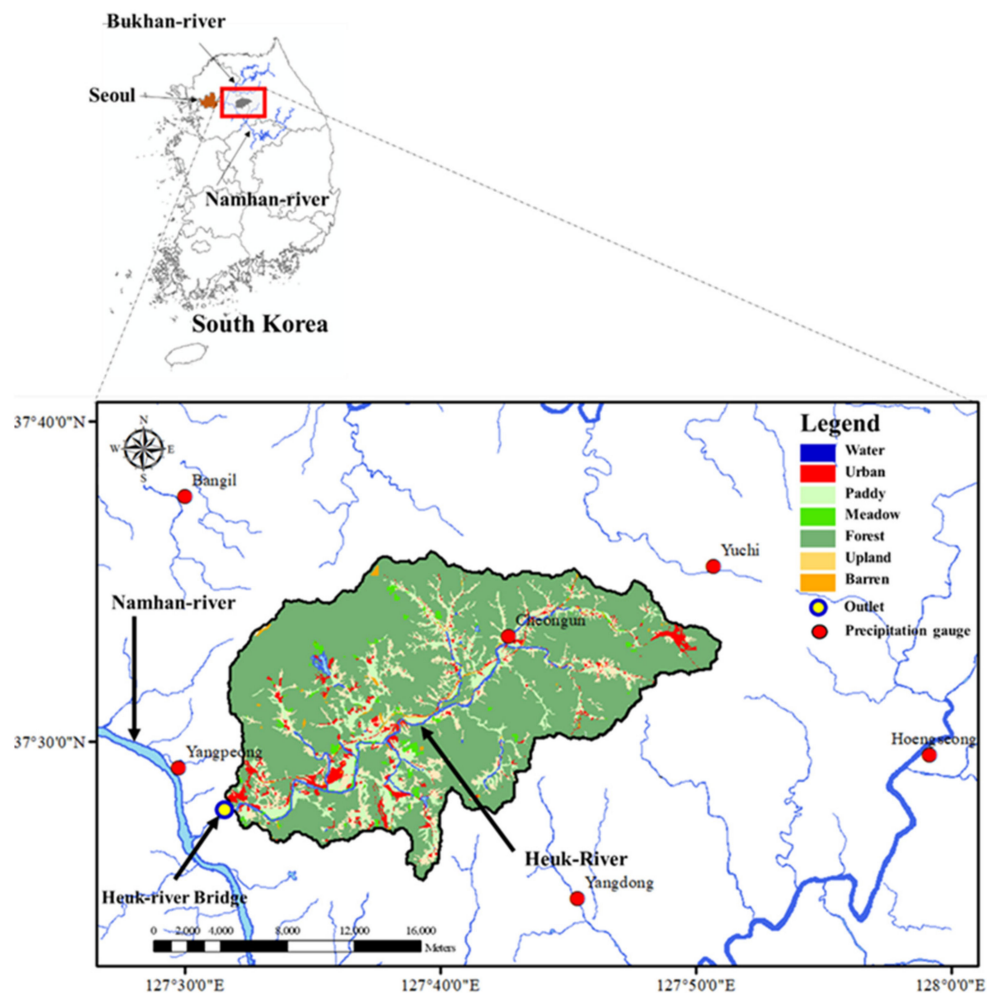 Bukhan-river
Seoul
Namhan-river
South Korea
37°40'0"N
N
W
E
S
Bangil
Legend
Water
Urban
Paddy
Meadow
Forest
Upland
Barren
Outlet
Precipitation gauge
Yuchi
Namhan-river
Cheongun
37°30'0"N
Yangpeong
Hoengseong
Heuk-River
Yangdong
Heuk-river Bridge
0 2,000 4,000 8,000 12,000 16,000
Meters
127°30'0"E
127°40'0"E
127°50'0"E
128°0'0"E